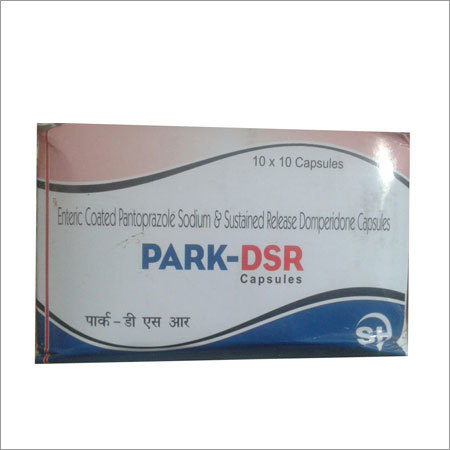 10 x 10 Capsules
Enteric Coated Pantoprazole Sodium & Sustained Release Domperidone Capsules
PARK-DSR
Capsules
पार्क - डी एस आर